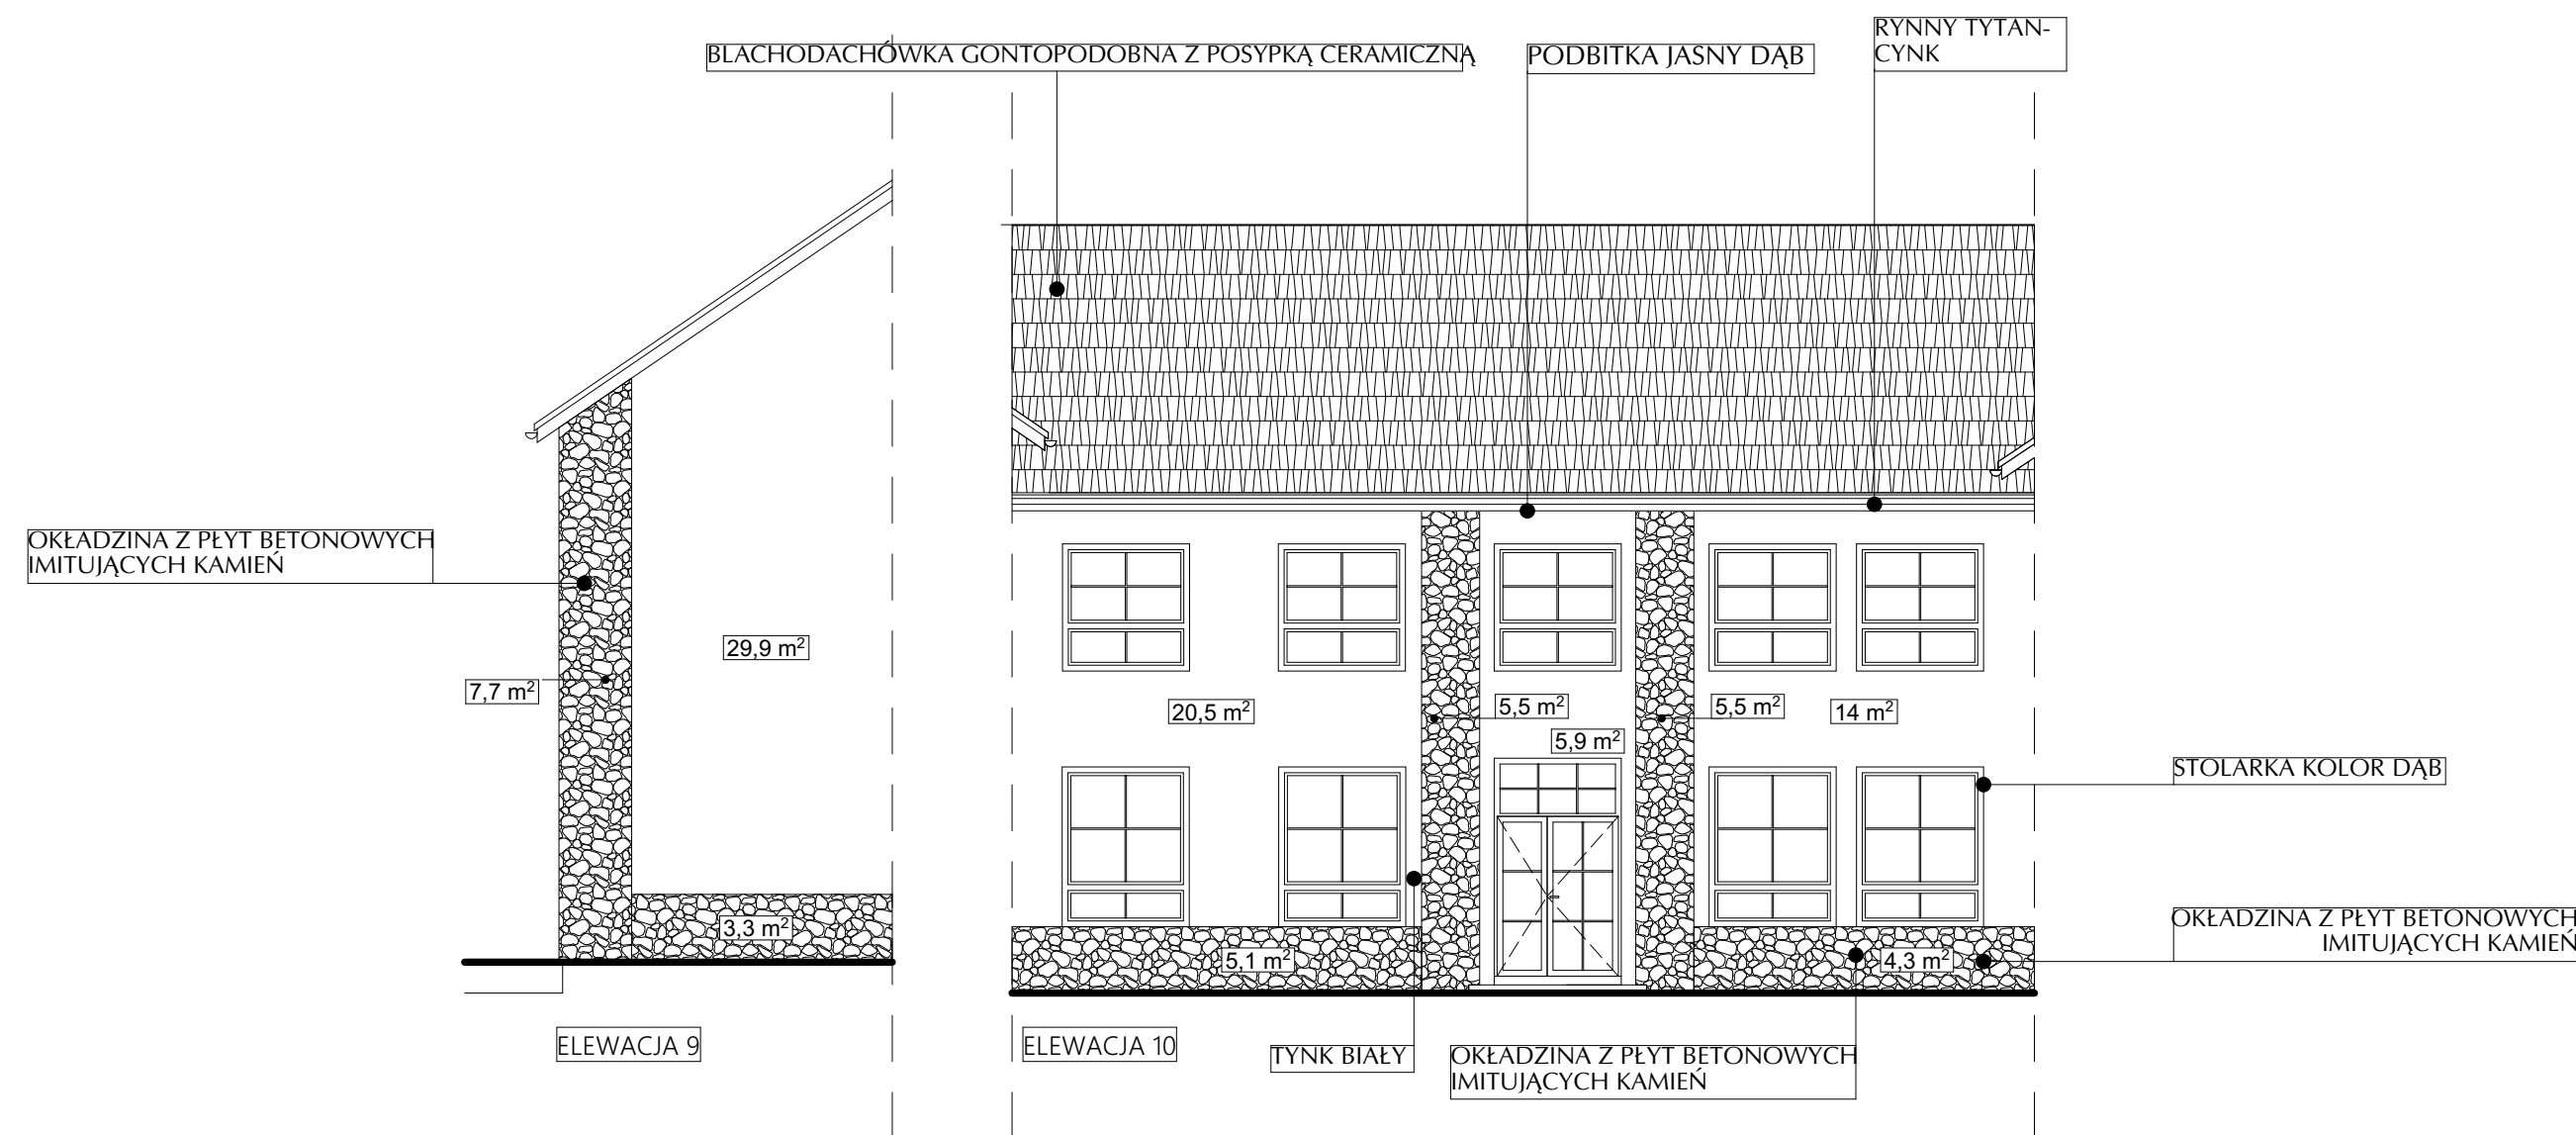 BLACHODACHÓWKA GONTOPODOBNA Z POSYPKĄ CERAMICZNĄ
PODBITKA JASNY DĄB
RYNNY TYTAN-
CYNK
OKŁADZINA Z PŁYT BETONOWYCH
IMITUJĄCYCH KAMIEŃ
29,9 m²
7,7 m²
20,5 m²
5,5 m²
5,5 m²
14 m²
5,9 m²
STOLARKA KOLOR DĄB
3,3 m²
5,1 m²
4,3 m²
OKŁADZINA Z PŁYT BETONOWYCH
IMITUJĄCYCH KAMIEŃ
ELEWACJA 9
ELEWACJA 10
TYNK BIAŁY
OKŁADZINA Z PŁYT BETONOWYCH
IMITUJĄCYCH KAMIEŃ